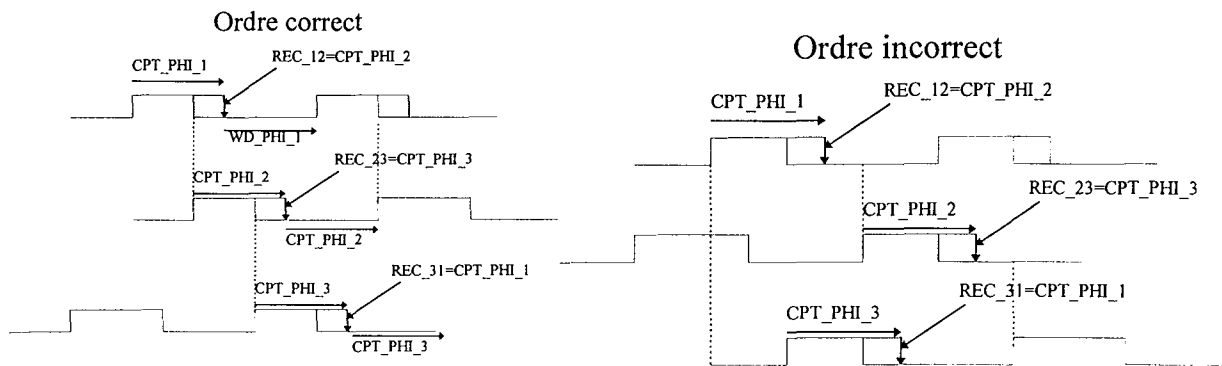 Ordre correct
CPT_PHI_1
REC_12=CPT_PHI_2
WD_PHI_1
CPT_PHI_2
REC_23=CPT_PHI_3
CPT_PHI_2
CPT_PHI_3
REC_31=CPT_PHI_1
CPT_PHI_3
Ordre incorrect
CPT_PHI_1
REC_12=CPT_PHI_2
CPT_PHI_2
REC_23=CPT_PHI_3
CPT_PHI_3
REC_31=CPT_PHI_1